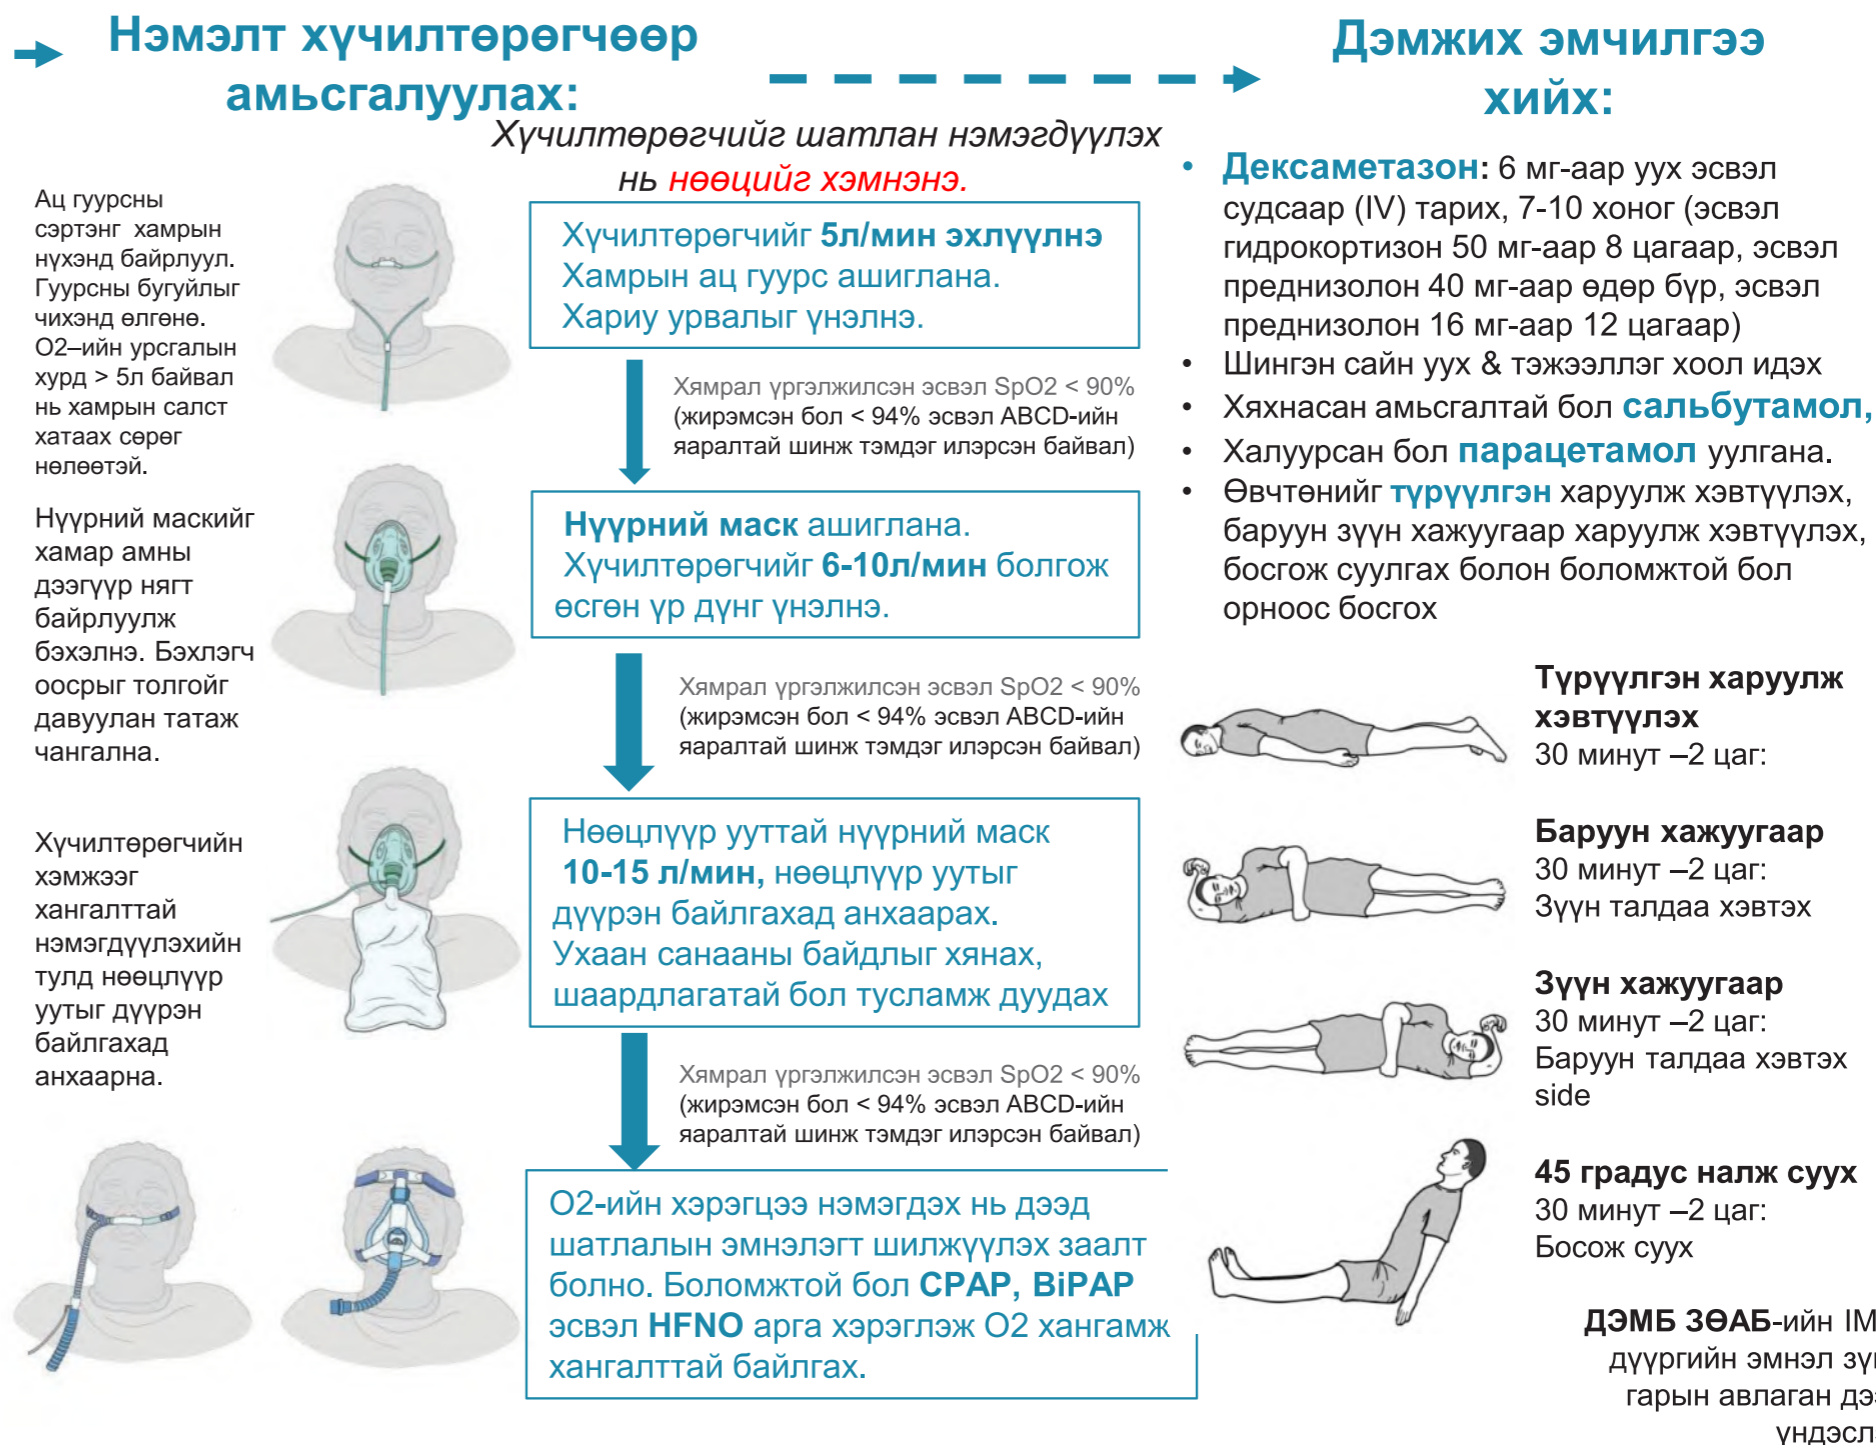 Нэмэлт хүчилтөрөгчөөр
амьсгалуулах:
Хүчилтөрөгчийг шатлан нэмэгдүүлэх
нь нөөцийг хэмнэнэ.
Ац гуурсны
сэртэнг хамрын
нүхэнд байрлуул.
Гуурсны бугуйлыг
чихэнд өлгөнө.
О2–ийн урсгалын
хурд > 5л байвал
нь хамрын салст
хатаах сөрөг
нөлөөтэй.
Хүчилтөрөгчийг 5л/мин эхлүүлнэ
Хамрын ац гуурс ашиглана.
Хариу урвалыг үнэлнэ.
Хямрал үргэлжилсэн эсвэл SpO2 < 90%
(жирэмсэн бол < 94% эсвэл ABCD-ийн
яаралтай шинж тэмдэг илэрсэн байвал)
Нүүрний маскийг
хамар амны
дээгүүр нягт
байрлуулж
бэхэлнэ. Бэхлэгч
оосрыг толгойг
давуулан татаж
чангална.
Нүүрний маск ашиглана.
Хүчилтөрөгчийг 6-10л/мин болгож
өсгөн үр дүнг үнэлнэ.
Хямрал үргэлжилсэн эсвэл SpO2 < 90%
(жирэмсэн бол < 94% эсвэл ABCD-ийн
яаралтай шинж тэмдэг илэрсэн байвал)
Хүчилтөрөгчийн
хэмжээг
хангалттай
нэмэгдүүлэхийн
тулд нөөцлүүр
уутыг дүүрэн
байлгахад
анхаарна.
Нөөцлүүр ууттай нүүрний маск
10-15 л/мин, нөөцлүүр уутыг
дүүрэн байлгахад анхаарах.
Ухаан санааны байдлыг хянах,
шаардлагатай бол тусламж дуудах
Хямрал үргэлжилсэн эсвэл SpO2 < 90%
(жирэмсэн бол < 94% эсвэл ABCD-ийн
яаралтай шинж тэмдэг илэрсэн байвал)
О2-ийн хэрэгцээ нэмэгдэх нь дээд
шатлалын эмнэлэгт шилжүүлэх заалт
болно. Боломжтой бол CPAP, BiPAP
эсвэл HFNO арга хэрэглэж О2 хангамж
хангалттай байлгах.
Дэмжих эмчилгээ
хийх:
• Дексаметазон: 6 мг-аар уух эсвэл
судсаар (IV) тарих, 7-10 хоног (эсвэл
гидрокортизон 50 мг-аар 8 цагаар, эсвэл
преднизолон 40 мг-аар өдөр бүр, эсвэл
преднизолон 16 мг-аар 12 цагаар)
• Шингэн сайн уух & тэжээллэг хоол идэх
• Хяхнасан амьсгалтай бол сальбутамол,
• Халуурсан бол парацетамол уулгана.
• Өвчтөнийг түрүүлгэн харуулж хэвтүүлэх,
баруун зүүн хажуугаар харуулж хэвтүүлэх,
босгож суулгах болон боломжтой бол
орноос босгох
Түрүүлгэн харуулж
хэвтүүлэх
30 минут –2 цаг:
Баруун хажуугаар
30 минут –2 цаг:
Зүүн талдаа хэвтэх
Зүүн хажуугаар
30 минут –2 цаг:
Баруун талдаа хэвтэх
side
45 градус налж суух
30 минут –2 цаг:
Босож суух
ДЭМБ ЗӨАБ-ийн
дүүргийн эмнэл
гарын авлаган